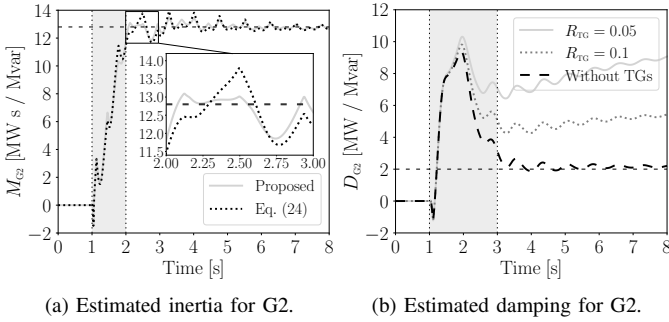 14
12
10
8
6
4
2
0
−2
M_G2 [MW s / Mvar]
14.0
13.5
13.0
12.5
12.0
11.5
2.00 2.25 2.50 2.75 3.00
Proposed
Eq. (24)
0 1 2 3 4 5 6 7 8
Time [s]
(a) Estimated inertia for G2.
12
10
8
6
4
2
0
−2
D_G2 [MW / Mvar]
R_TG = 0.05
R_TG = 0.1
Without TGs
0 1 2 3 4 5 6 7 8
Time [s]
(b) Estimated damping for G2.